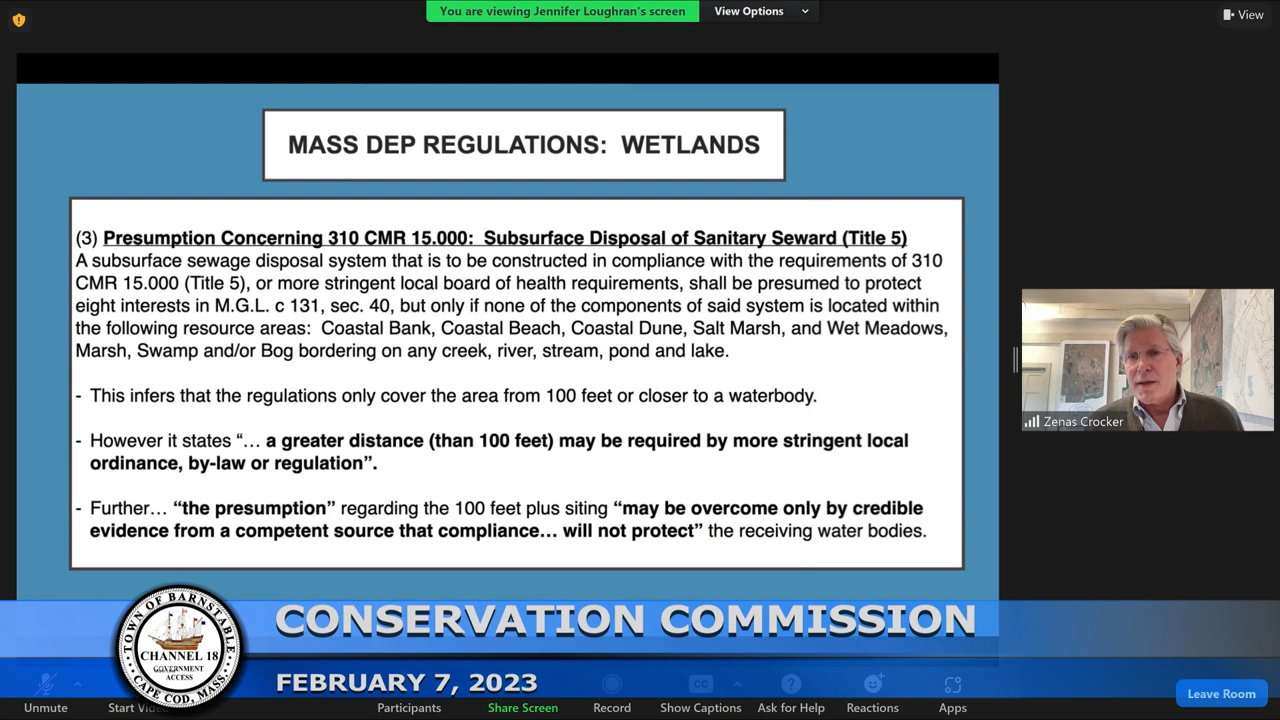 You are viewing Jennifer Loughran's screen
View Options
View
MASS DEP REGULATIONS: WETLANDS
(3) Presumption Concerning 310 CMR 15.000: Subsurface Disposal of Sanitary Seward (Title 5)
A subsurface sewage disposal system that is to be constructed in compliance with the requirements of 310
CMR 15.000 (Title 5), or more stringent local board of health requirements, shall be presumed to protect
eight interests in M.G.L. c 131, sec. 40, but only if none of the components of said system is located within
the following resource areas: Coastal Bank, Coastal Beach, Coastal Dune, Salt Marsh, and Wet Meadows,
Marsh, Swamp and/or Bog bordering on any creek, river, stream, pond and lake.
- This infers that the regulations only cover the area from 100 feet or closer to a waterbody.
- However it states “… a greater distance (than 100 feet) may be required by more stringent local
ordinance, by-law or regulation”.
- Further… “the presumption” regarding the 100 feet plus siting “may be overcome only by credible
evidence from a competent source that compliance… will not protect” the receiving water bodies.
Zenas Crocker
TOWN OF BARNSTABLE
CHANNEL 18
GOVERNMENT
ACCESS
CAPE COD, MASS.
CONSERVATION COMMISSION
FEBRUARY 7, 2023
CC
Unmute
Start
Participants
Share Screen
Record
Show Captions
Ask for Help
Reactions
Apps
Leave Room